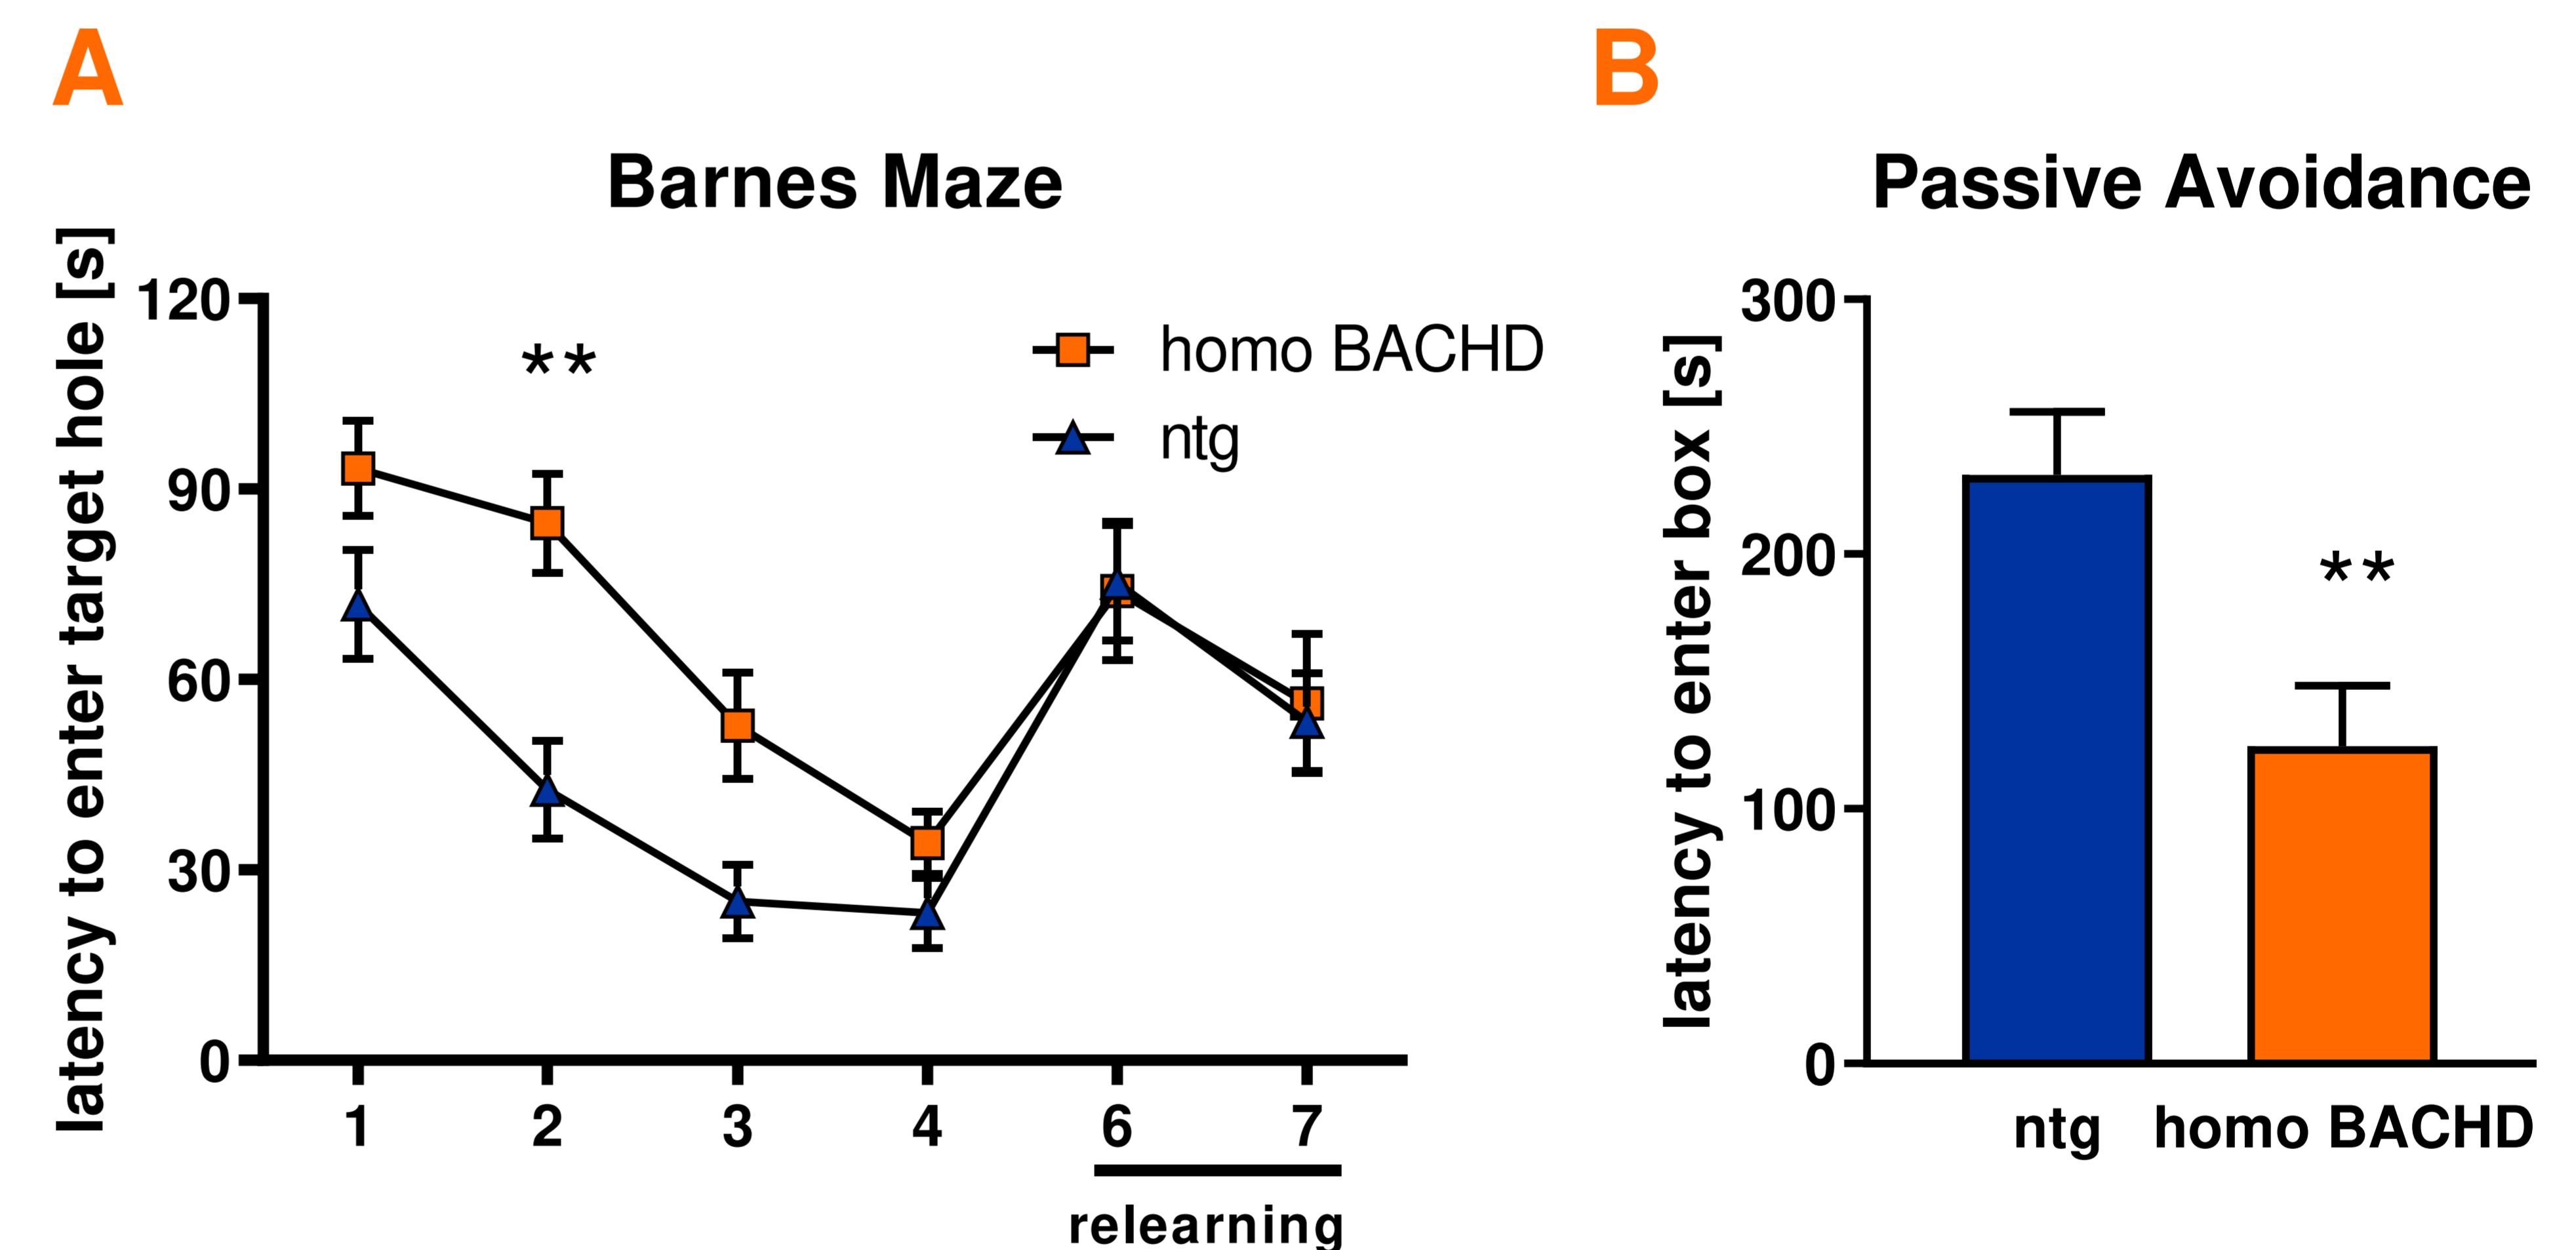 A
Barnes Maze
latency to enter target hole [s]
120
90
60
30
0
**
homo BACHD
ntg
1 2 3 4 6 7
relearning
B
Passive Avoidance
latency to enter box [s]
300
200
100
0
**
ntg homo BACHD